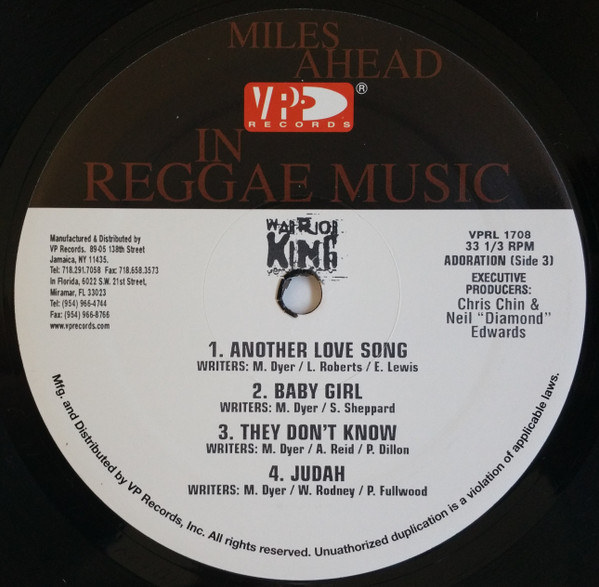 MILES
AHEAD
VP
®
RECORDS
IN
REGGAE MUSIC
Manufactured & Distributed by
VP Records. 89-05 138th Street
Jamaica, NY 11435.
Tel: 718.291.7058 Fax: 658.658.3573
In Florida, 6022 S.W. 21st Street,
Miramar, FL 33023
Tel: (954) 966-4744
Fax: (954) 966-8766
www.vprecords.com
WARRIOR
KING
VPRL 1708
33 1/3 RPM
ADORATION (Side 3)
EXECUTIVE
PRODUCERS:
Chris Chin &
Neil "Diamond"
Edwards
1. ANOTHER LOVE SONG
WRITERS: M. Dyer / L. Roberts / E. Lewis
2. BABY GIRL
WRITERS: M. Dyer / S. Sheppard
3. THEY DON'T KNOW
WRITERS: M. Dyer / A. Reid / P. Dillon
4. JUDAH
WRITERS: M. Dyer / W. Rodney / P. Fullwood
Mfg. and Distributed by VP Records, Inc. All rights reserved. Unauthorized duplication is a violation of applicable laws.